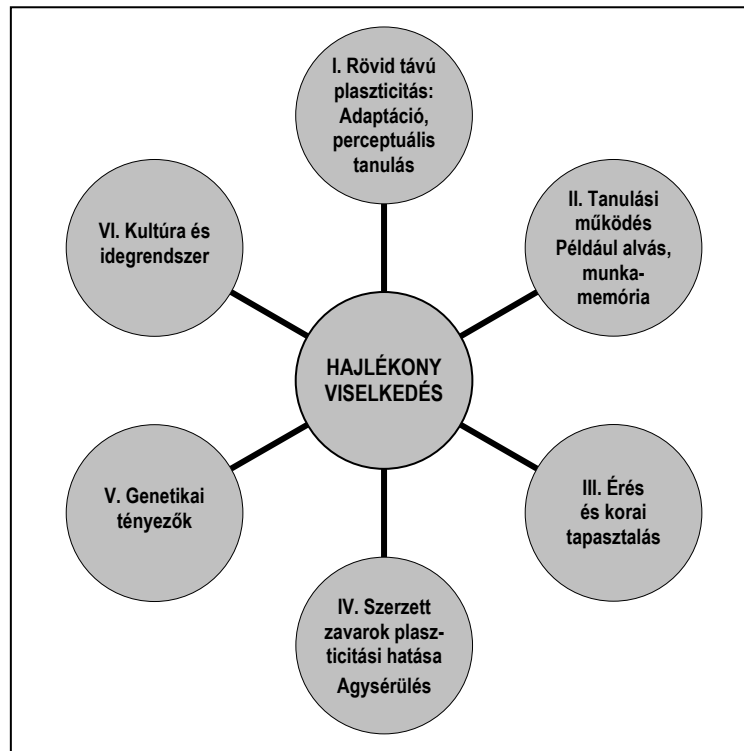 I. Rövid távú
plaszticitás:
Adaptáció,
perceptuális
tanulás
II. Tanulási
működés
Például alvás,
munka-
memória
VI. Kultúra és
idegrendszer
HAJLÉKONY
VISELKEDÉS
III. Érés
és korai
tapasztalás
V. Genetikai
tényezők
IV. Szerzett
zavarok plasz-
ticitási hatása
Agysérülés